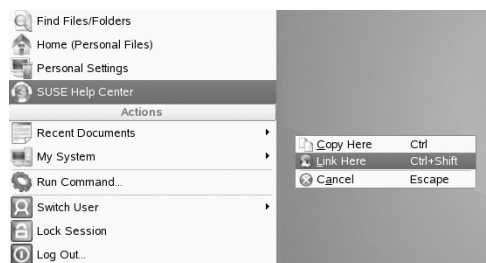 Find Files/Folders
Home (Personal Files)
Personal Settings
SUSE Help Center
Actions
Recent Documents
My System
Run Command...
Switch User
Lock Session
Log Out...
Copy Here Ctrl
Link Here Ctrl+Shift
Cancel Escape